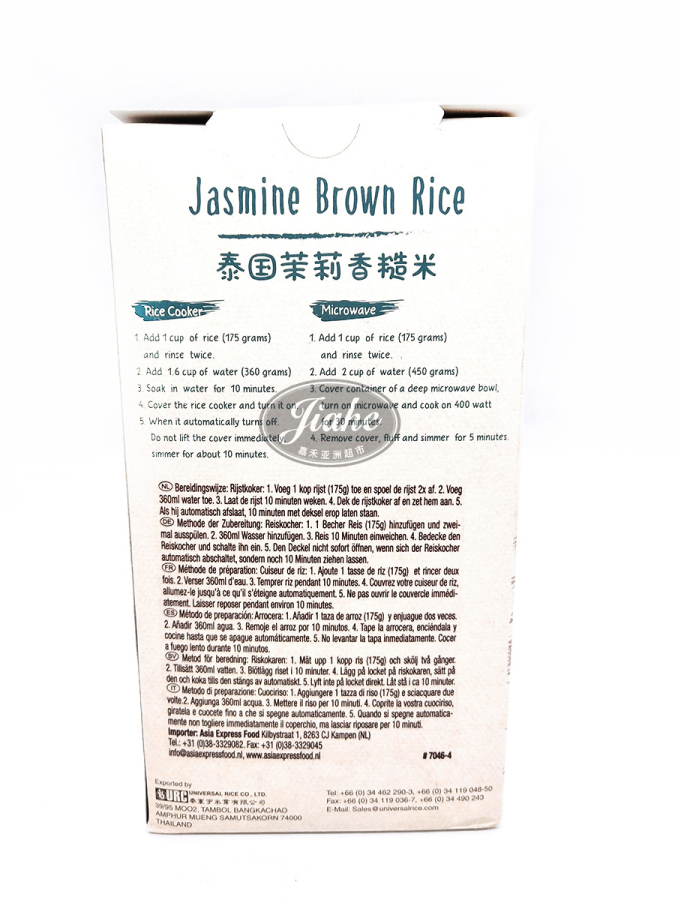 Jasmine Brown Rice
泰国茉莉香糙米
Rice Cooker
1. Add 1 cup of rice (175 grams)
and rinse twice.
2. Add 1.6 cup of water (360 grams)
3. Soak in water for 10 minutes.
4. Cover the rice cooker and turn it on.
5. When it automatically turns off.
Do not lift the cover immediately,
simmer for about 10 minutes.
Microwave
1. Add 1 cup of rice (175 grams)
and rinse twice.
2. Add 2 cup of water (450 grams)
3. Cover container of a deep microwave bowl,
turn on microwave and cook on 400 watt
for 30 minutes.
4. Remove cover, fluff and simmer for 5 minutes.
Jiahe
嘉禾亚洲超市
NL Bereidingswijze: Rijstkoker: 1. Voeg 1 kop rijst (175g) toe en spoel de rijst 2x af. 2. Voeg
360ml water toe. 3. Laat de rijst 10 minuten weken. 4. Dek de rijstkoker af en zet hem aan. 5.
Als hij automatisch afslaat, 10 minuten met deksel erop laten staan.
DE Methode der Zubereitung: Reiskocher: 1. 1 Becher Reis (175g) hinzufügen und zwei-
mal ausspülen. 2. 360ml Wasser hinzufügen. 3. Reis 10 Minuten einweichen. 4. Bedecke den
Reiskocher und schalte ihn ein. 5. Den Deckel nicht sofort öffnen, wenn sich der Reiskocher
automatisch abschaltet, sondern noch 10 Minuten ziehen lassen.
FR Méthode de préparation: Cuiseur de riz: 1. Ajoute 1 tasse de riz (175g) et rincer deux
fois. 2. Verser 360ml d'eau. 3. Temprer riz pendant 10 minutes. 4. Couvrez votre cuiseur de riz,
allumez-le jusqu'à ce qu'il s'éteigne automatiquement. 5. Ne pas ouvrir le couvercle immédi-
atement. Laisser reposer pendant environ 10 minutes.
ES Método de preparación: Arrocera: 1. Añadir 1 taza de arroz (175g) y enjuague dos veces.
2. Añadir 360ml agua. 3. Remoje el arroz por 10 minutos. 4. Tape la arrocera, enciéndala y
cocine hasta que se apague automáticamente. 5. No levantar la tapa inmediatamente. Cocer
a fuego lento durante 10 minutos.
SV Metod för beredning: Riskokaren: 1. Mät upp 1 kopp ris (175g) och skölj två gånger.
2. Tillsätt 360ml vatten. 3. Blötlägg riset i 10 minuter. 4. Lägg på locket på riskokaren, sätt på
den och koka tills den stängs av automatiskt. 5. Lyft inte på locket direkt. Låt stå i ca 10 minuter.
IT Metodo di preparazione: Cuociriso: 1. Aggiungere 1 tazza di riso (175g) e sciacquare due
volte.2. Aggiunga 360ml acqua. 3. Mettere il riso per 10 minuti. 4. Coprite la vostra cuociriso,
giratela e cuocete fino a che si spegne automaticamente. 5. Quando si spegne automatica-
mente non togliere immediatamente il coperchio, ma lasciar riposare per 10 minuti.
Importer: Asia Express Food Kilbystraat 1, 8263 CJ Kampen (NL)
Tel.: +31 (0)38-3329082. Fax: +31 (0)38-3329045
info@asiaexpressfood.nl, www.asiaexpressfood.nl
# 7046-4
Exported by
URC UNIVERSAL RICE CO., LTD.
39/95 MOO2, TAMBOL BANGKACHAO
AMPHUR MUENG SAMUTSAKORN 74000
THAILAND
Tel: +66 (0) 34 462 290-3, +66 (0) 34 119 048-50
Fax: +66 (0) 34 119 036-7, +66 (0) 34 490 243
E-Mail: Sales@universalrice.com